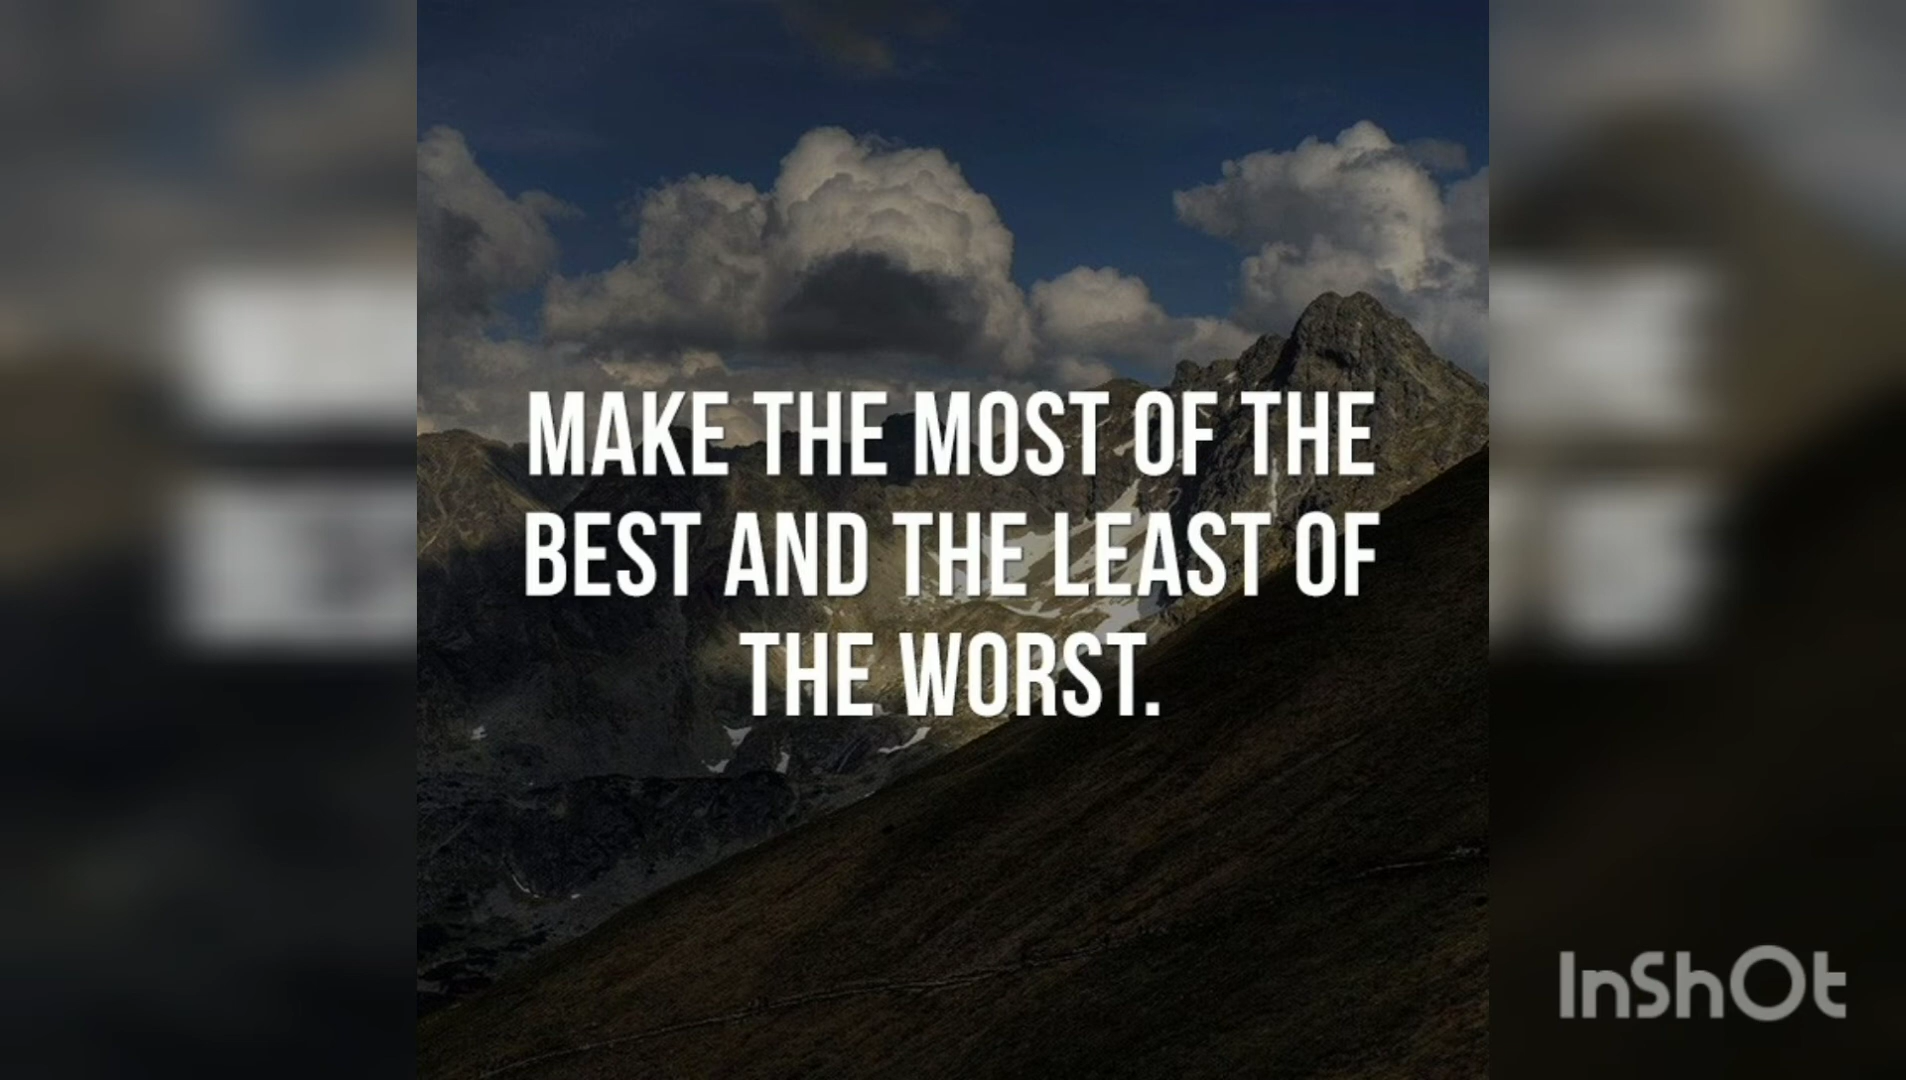 MAKE THE MOST OF THE
BEST AND THE LEAST OF
THE WORST.
InShOt